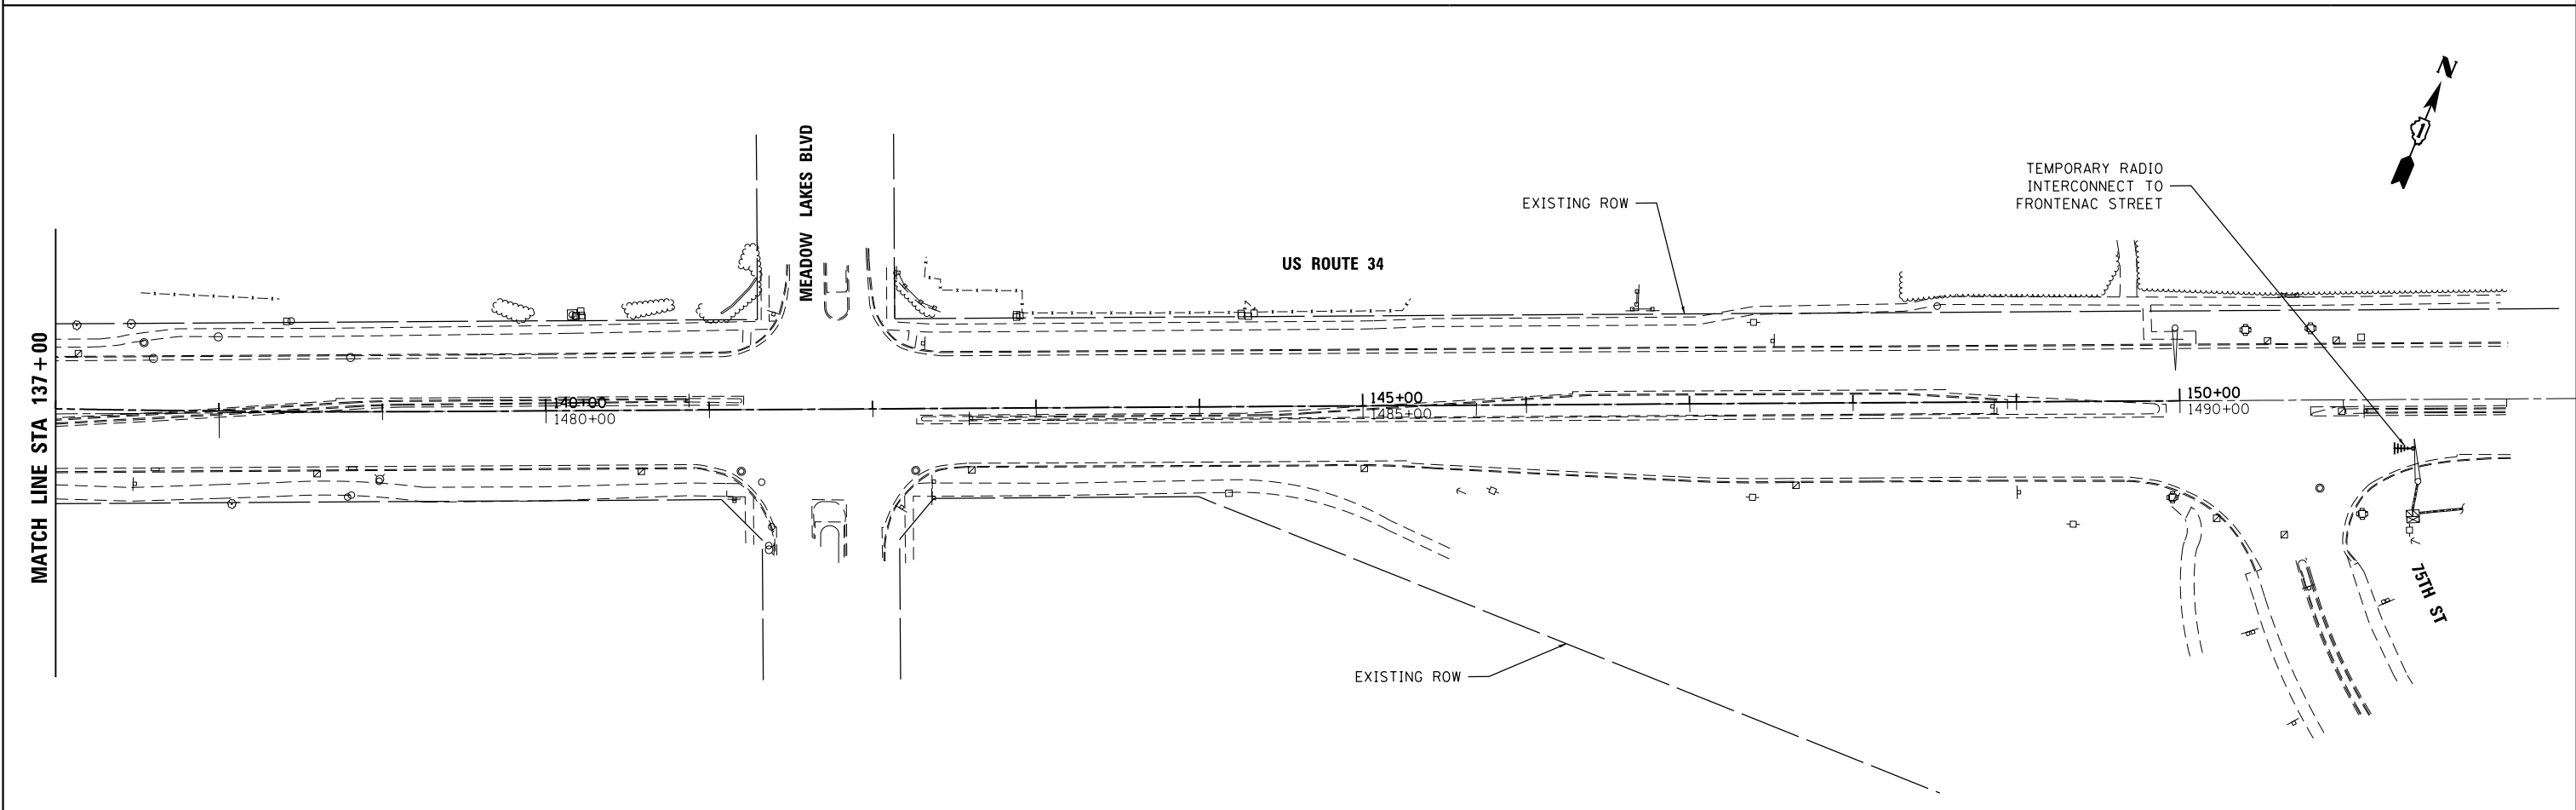 N
TEMPORARY RADIO
INTERCONNECT TO
FRONTENAC STREET
EXISTING ROW
MEADOW LAKES BLVD
US ROUTE 34
MATCH LINE STA 137+00
140+00
1480+00
145+00
1485+00
150+00
1490+00
75TH ST
EXISTING ROW